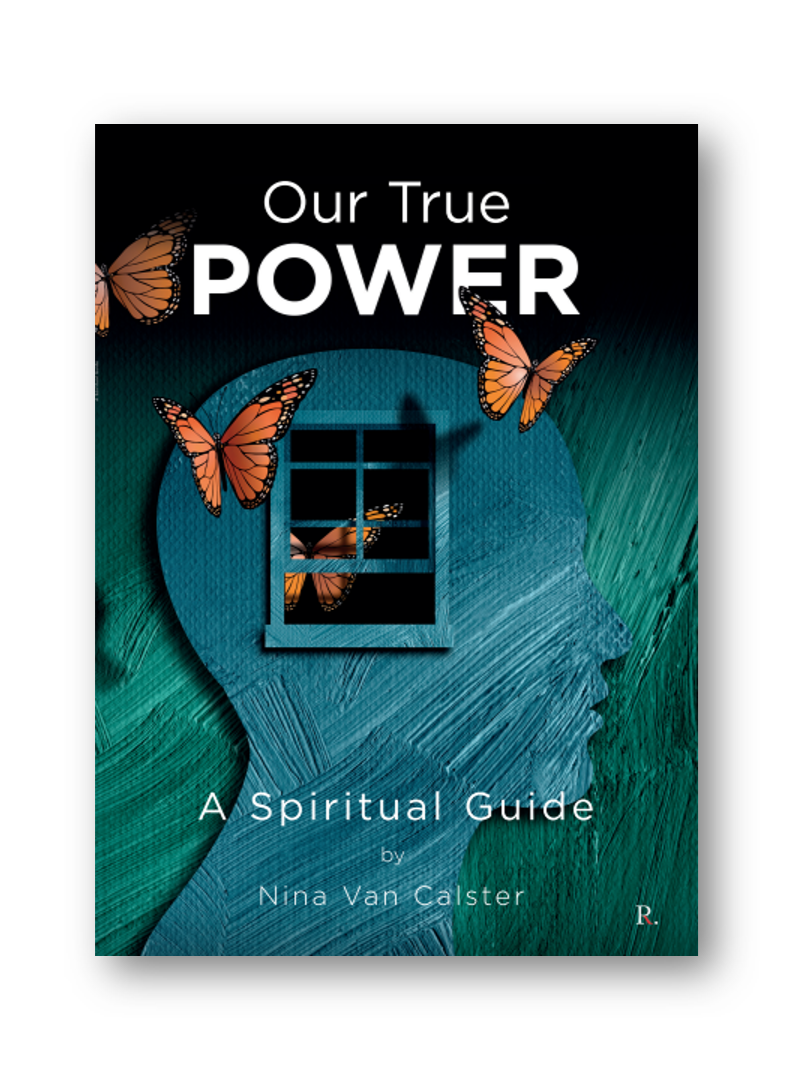 Our True
POWER
A Spiritual Guide
by
Nina Van Calster
R.